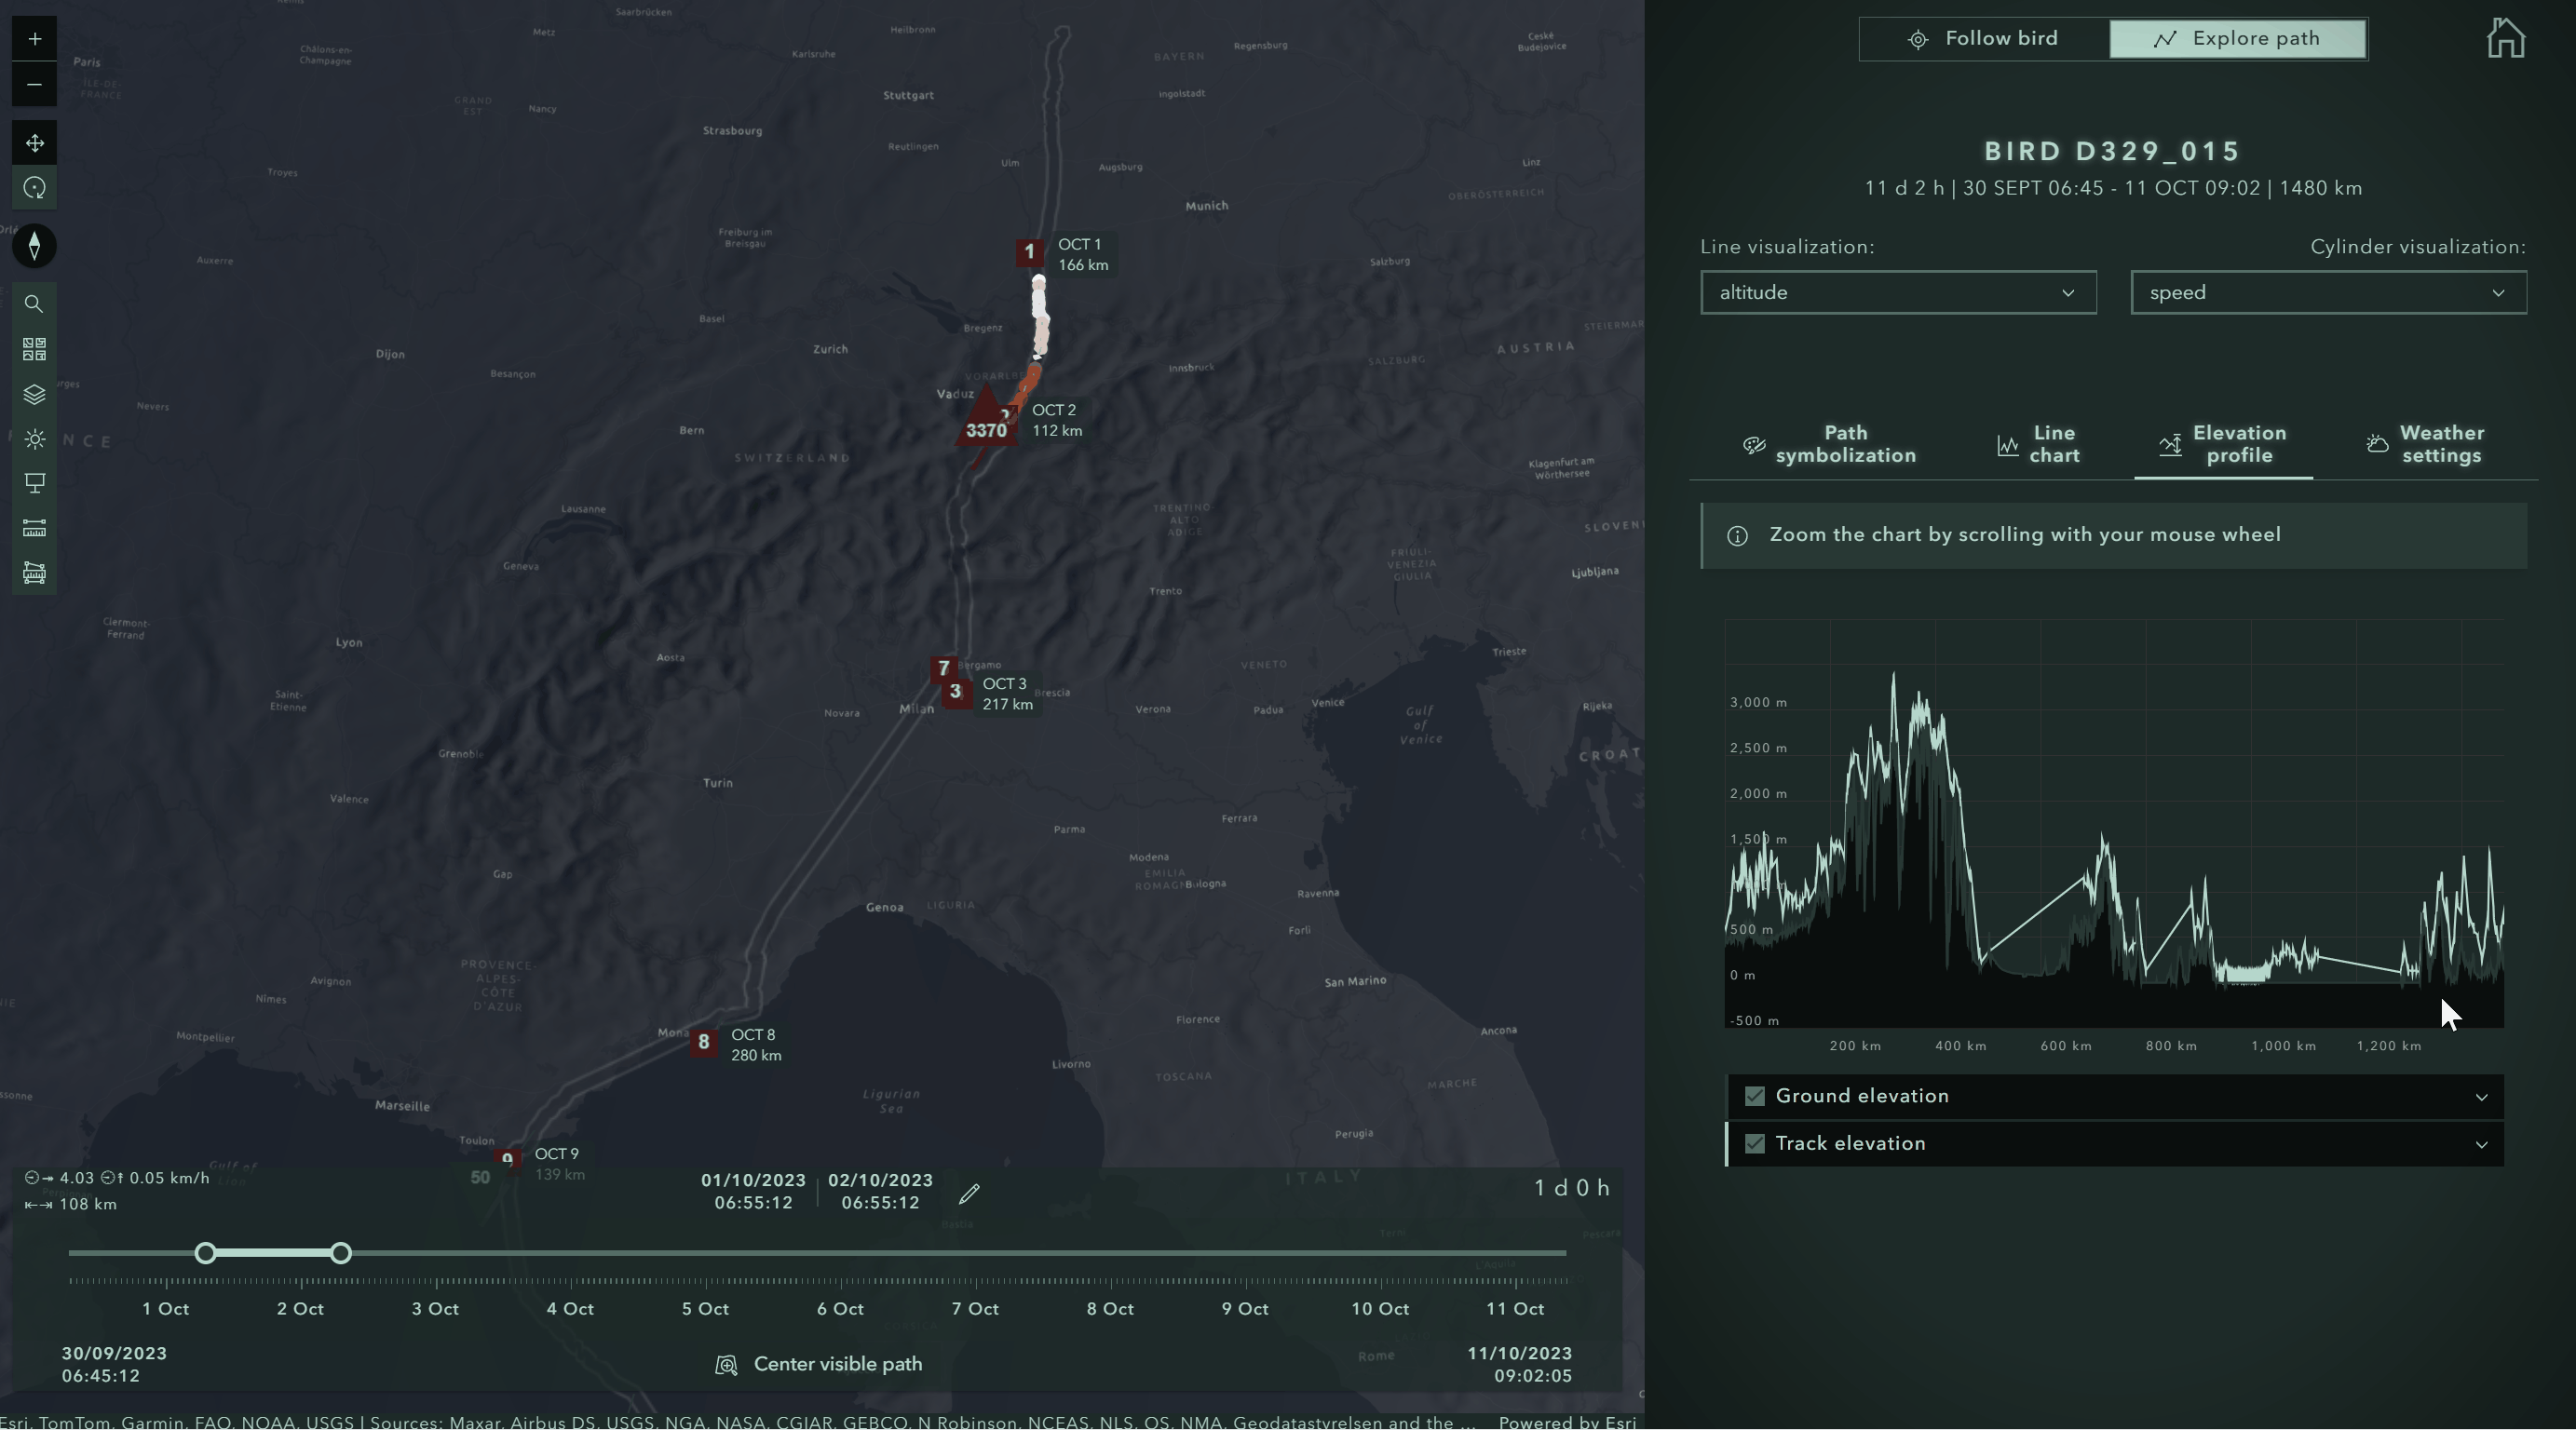 Follow bird
Explore path
BIRD D329_015
11 d 2 h | 30 SEPT 06:45 - 11 OCT 09:02 | 1480 km
Line visualization:
Cylinder visualization:
altitude
speed
Path symbolization
Line chart
Elevation profile
Weather settings
Zoom the chart by scrolling with your mouse wheel
3,000 m
2,500 m
2,000 m
1,500 m
500 m
0 m
-500 m
200 km
400 km
600 km
800 km
1,000 km
1,200 km
Ground elevation
Track elevation
Saarbrücken
Heilbronn
Metz
Paris
Châlons-en-Champagne
Karlsruhe
BAYERN
Regensburg
České Budejovice
ÎLE-DE-FRANCE
GRAND EST
Nancy
Stuttgart
Ingolstadt
Strasbourg
Reutlingen
Ulm
Augsburg
Linz
Troyes
OBERÖSTERREICH
Munich
Freiburg im Breisgau
1
OCT 1
166 km
Auxerre
Salzburg
Basel
Bregenz
Zurich
Dijon
AUSTRIA
SALZBURG
Innsbruck
Besançon
Vaduz
Nevers
3370
OCT 2
112 km
Bern
SWITZERLAND
Klagenfurt am Wörthersee
Lausanne
TRENTINO-ALTO ADIGE
FRIULI-VENEZIA GIULIA
Geneva
Ljubljana
Trento
Clermont-Ferrand
Lyon
Aosta
7
Bergamo
VENETO
Trieste
3
OCT 3
217 km
Brescia
Saint-Etienne
Novara
Milan
Verona
Padua
Venice
Gulf of Venice
Rijeka
Grenoble
Turin
Valence
Parma
Ferrara
Modena
Bologna
Gap
Ravenna
Genoa
LIGURIA
Forli
PROVENCE-ALPES-CÔTE D'AZUR
Avignon
Nîmes
San Marino
Montpellier
8
OCT 8
280 km
Florence
Ancona
Livorno
TOSCANA
MARCHE
Marseille
Ligurian Sea
Toulon
Perugia
9
OCT 9
139 km
50
ITALY
4.03
0.05 km/h
108 km
01/10/2023
06:55:12
02/10/2023
06:55:12
1 d 0 h
Bastia
Pescara
L'Aquila
1 Oct
2 Oct
3 Oct
4 Oct
5 Oct
6 Oct
7 Oct
8 Oct
9 Oct
10 Oct
11 Oct
30/09/2023
06:45:12
Center visible path
Rome
11/10/2023
09:02:05
Esri, TomTom, Garmin, FAO, NOAA, USGS | Sources: Maxar, Airbus DS, USGS, NGA, NASA, CGIAR, GEBCO, N Robinson, NCEAS, NLS, OS, NMA, Geodatastyrelsen and the ...
Powered by Esri